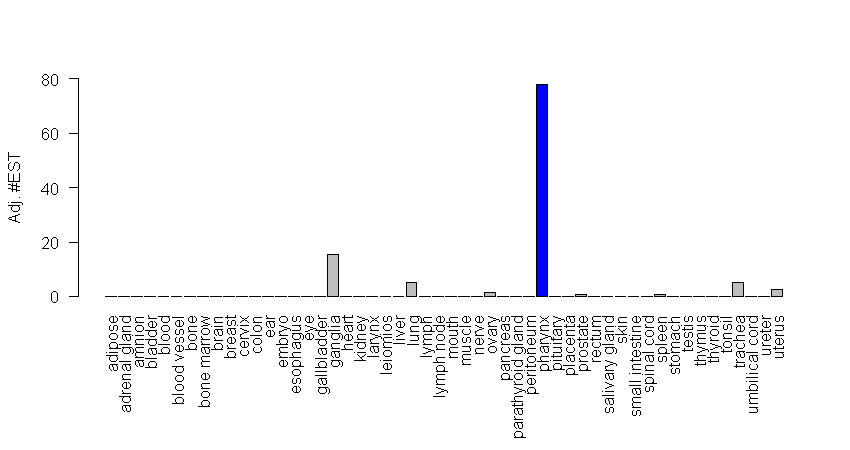 Adj. #EST
80
60
40
20
0
adipose
adrenal gland
amnion
bladder
blood
blood vessel
bone
bone marrow
brain
breast
cervix
colon
ear
embryo
esophagus
eye
gallbladder
ganglia
heart
kidney
larynx
leiomios
liver
lung
lymph
lymph node
mouth
muscle
nerve
ovary
pancreas
parathyroid gland
peritoneum
pharynx
pituitary
placenta
prostate
rectum
salivary gland
skin
small intestine
spinal cord
spleen
stomach
testis
thymus
thyroid
tonsil
trachea
umbilical cord
ureter
uterus